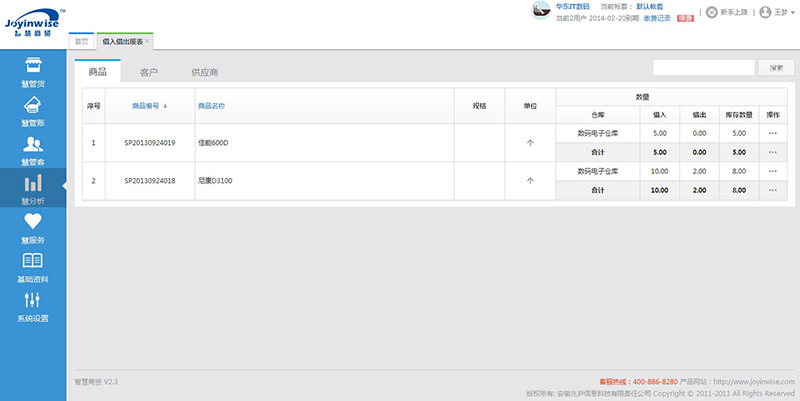 Joyinwise TM
智慧商贸
华东IT数码 当前帐套： 默认帐套
当前2用户 2014-02-20到期 收游记录 续费
新手上路 | 王梦
首页 借入借出报表
慧管货
慧管账
慧管客
慧分析
慧服务
基础资料
系统设置
商品 客户 供应商 搜索
序号 商品编号 商品名称 规格 单位 数量
仓库 借入 借出 库存数量 操作
1 SP20130924019 佳能600D 个 数码电子仓库 5.00 0.00 5.00 ···
合计 5.00 0.00 5.00 ···
2 SP20130924018 尼康D3100 个 数码电子仓库 10.00 2.00 8.00 ···
合计 10.00 2.00 8.00 ···
智慧商贸 V2.3
客服热线：400-886-8280 产品网站：http://www.joyinwise.com
版权所有: 安徽兆尹信息科技有限责任公司 Copyright © 2011-2013 All Rights Reserved